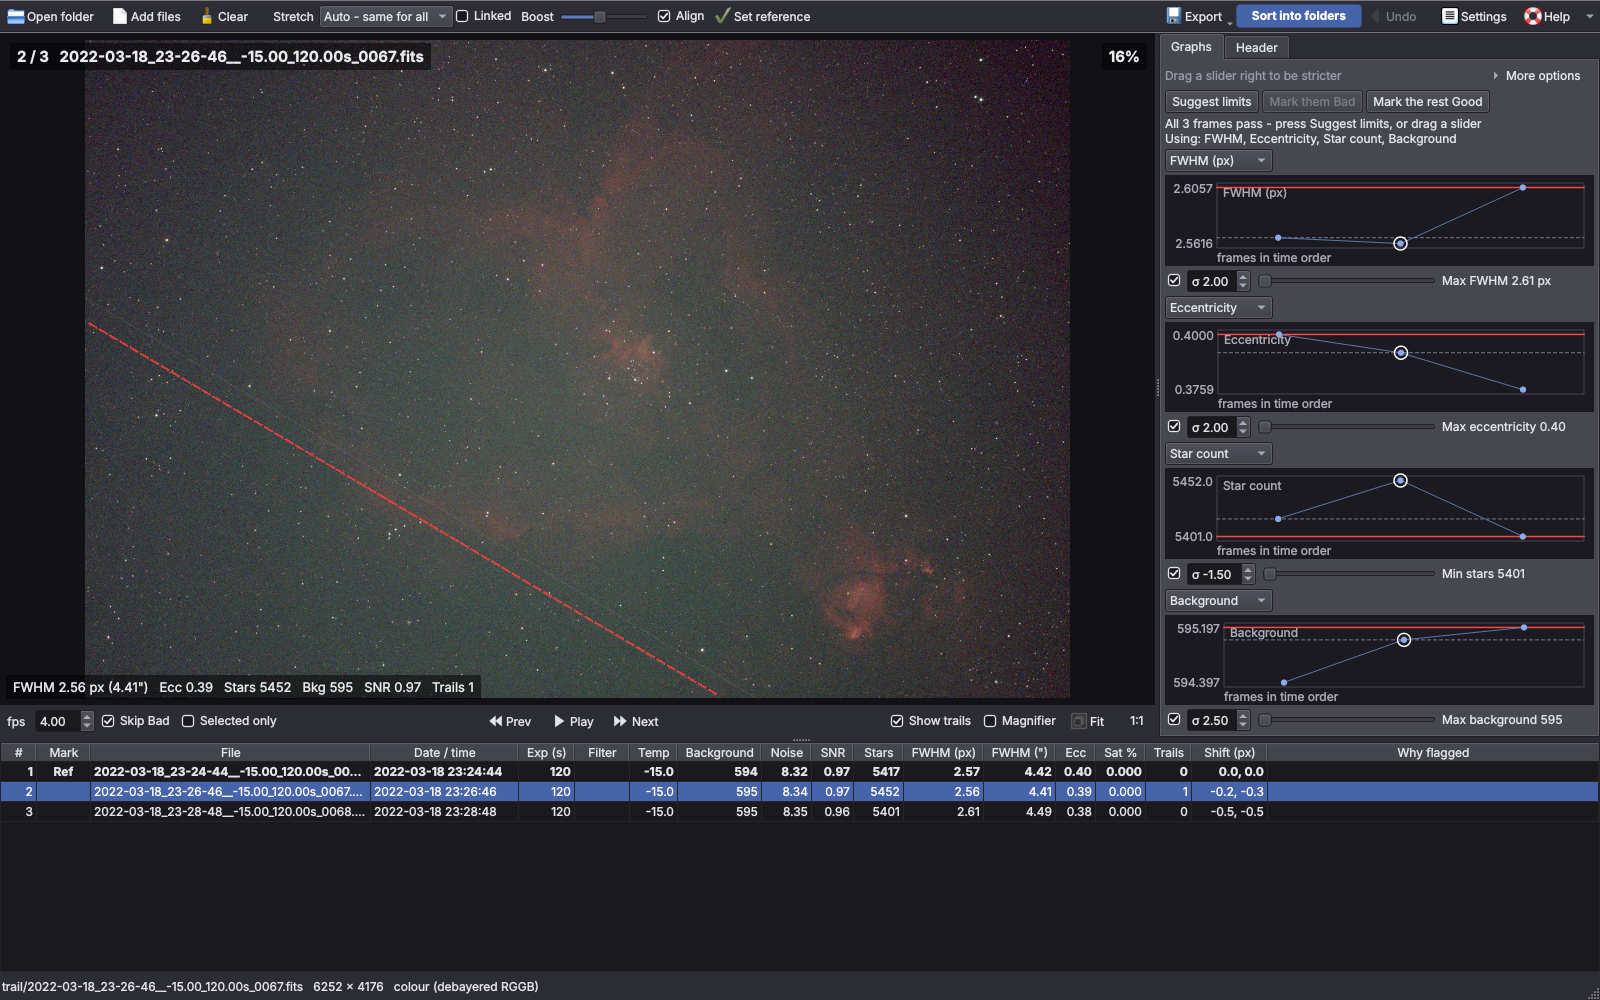 Open folder Add files Clear Stretch Auto - same for all Linked Boost Align Set reference Export Sort into folders Undo Settings Help
2 / 3 2022-03-18_23-26-46__-15.00_120.00s_0067.fits 16%
Graphs Header
Drag a slider right to be stricter More options
Suggest limits Mark them Bad Mark the rest Good
All 3 frames pass - press Suggest limits, or drag a slider
Using: FWHM, Eccentricity, Star count, Background
FWHM (px)
2.6057 FWHM (px)
2.5616
frames in time order
σ 2.00 Max FWHM 2.61 px
Eccentricity
0.4000 Eccentricity
0.3759
frames in time order
σ 2.00 Max eccentricity 0.40
Star count
5452.0 Star count
5401.0
frames in time order
σ -1.50 Min stars 5401
Background
595.197 Background
594.397
frames in time order
σ 2.50 Max background 595
FWHM 2.56 px (4.41") Ecc 0.39 Stars 5452 Bkg 595 SNR 0.97 Trails 1
fps 4.00 Skip Bad Selected only Prev Play Next Show trails Magnifier Fit 1:1
# Mark File Date / time Exp (s) Filter Temp Background Noise SNR Stars FWHM (px) FWHM (") Ecc Sat % Trails Shift (px) Why flagged
1 Ref 2022-03-18_23-24-44__-15.00_120.00s_00... 2022-03-18 23:24:44 120 -15.0 594 8.32 0.97 5417 2.57 4.42 0.40 0.000 0 0.0, 0.0
2 2022-03-18_23-26-46__-15.00_120.00s_0067.... 2022-03-18 23:26:46 120 -15.0 595 8.34 0.97 5452 2.56 4.41 0.39 0.000 1 -0.2, -0.3
3 2022-03-18_23-28-48__-15.00_120.00s_0068.... 2022-03-18 23:28:48 120 -15.0 595 8.35 0.96 5401 2.61 4.49 0.38 0.000 0 -0.5, -0.5
trail/2022-03-18_23-26-46__-15.00_120.00s_0067.fits 6252 × 4176 colour (debayered RGGB)